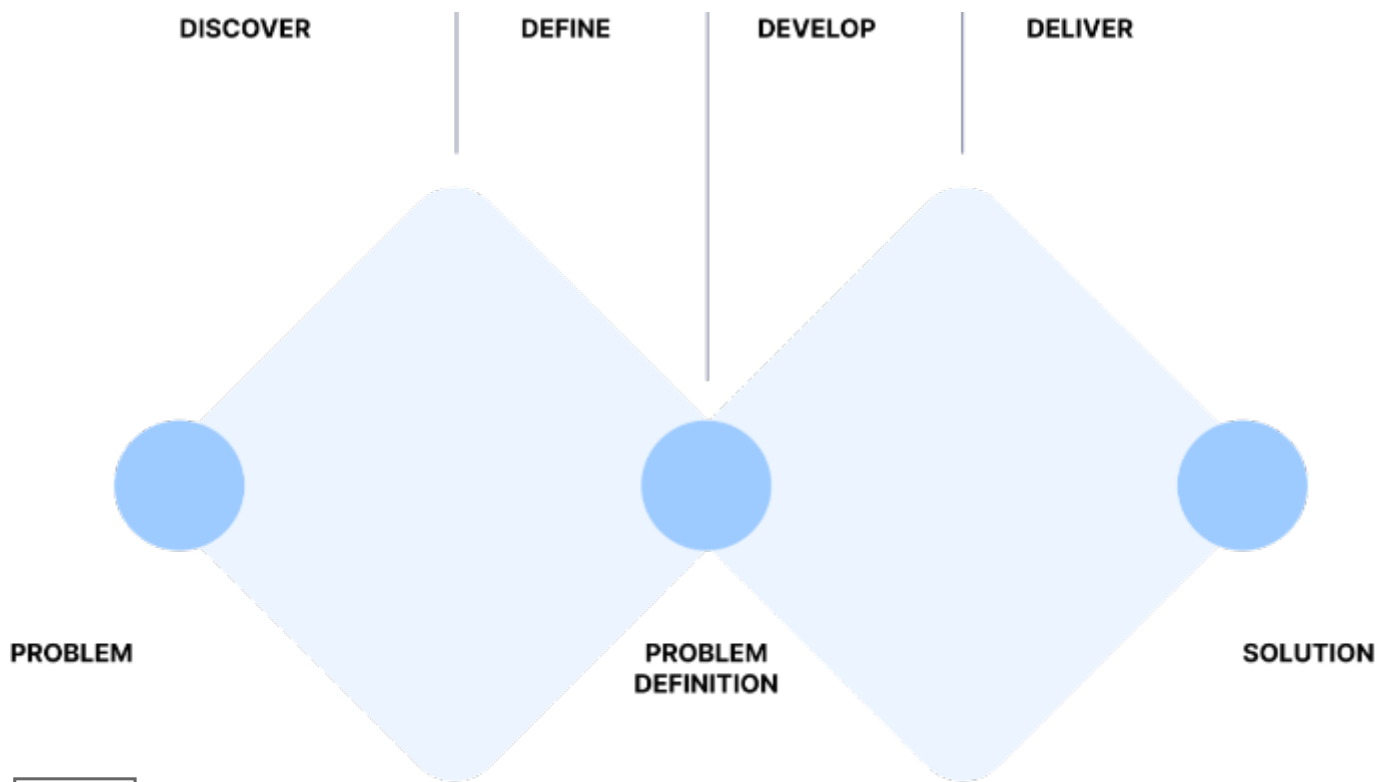 DISCOVER
DEFINE
DEVELOP
DELIVER
PROBLEM
PROBLEM
DEFINITION
SOLUTION